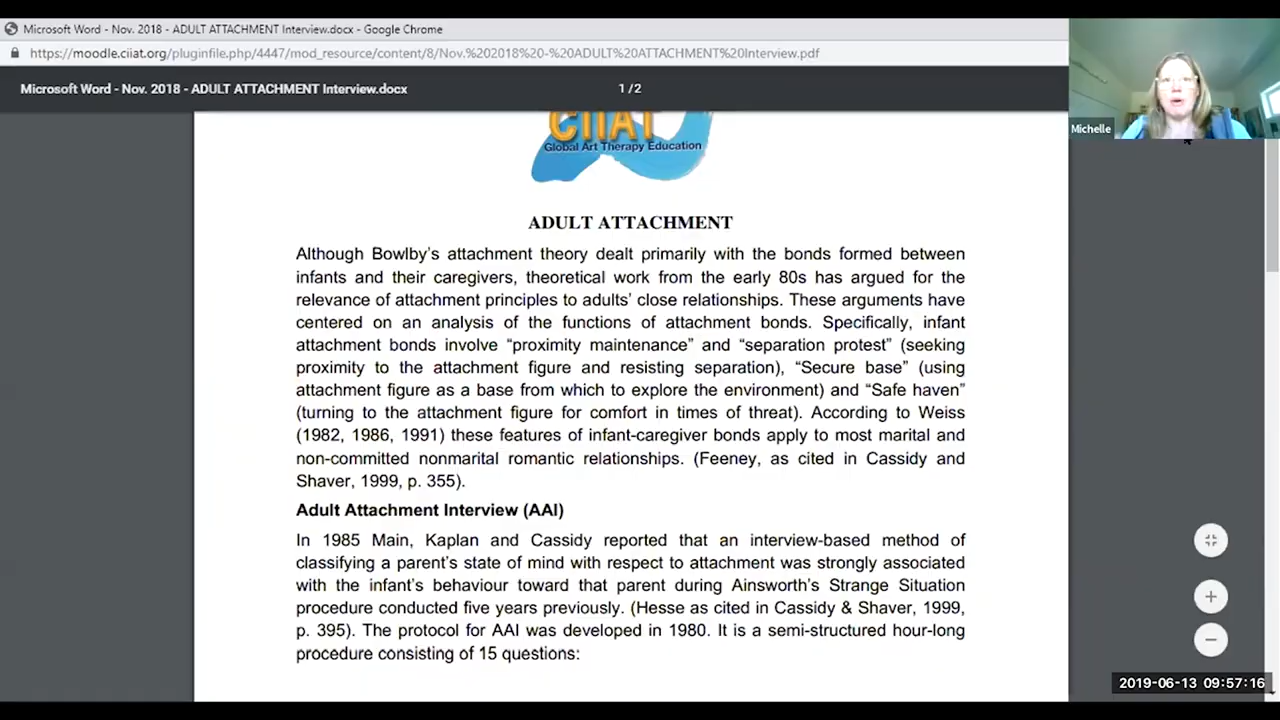 Microsoft Word - Nov. 2018 - ADULT ATTACHMENT Interview.docx - Google Chrome
https://moodle.ciiat.org/pluginfile.php/4447/mod_resource/content/8/Nov.%202018%20-%20ADULT%20ATTACHMENT%20Interview.pdf
Microsoft Word - Nov. 2018 - ADULT ATTACHMENT Interview.docx
1 / 2
Michelle
CIIAT
Global Art Therapy Education
ADULT ATTACHMENT
Although Bowlby’s attachment theory dealt primarily with the bonds formed between
infants and their caregivers, theoretical work from the early 80s has argued for the
relevance of attachment principles to adults’ close relationships. These arguments have
centered on an analysis of the functions of attachment bonds. Specifically, infant
attachment bonds involve “proximity maintenance” and “separation protest” (seeking
proximity to the attachment figure and resisting separation), “Secure base” (using
attachment figure as a base from which to explore the environment) and “Safe haven”
(turning to the attachment figure for comfort in times of threat). According to Weiss
(1982, 1986, 1991) these features of infant-caregiver bonds apply to most marital and
non-committed nonmarital romantic relationships. (Feeney, as cited in Cassidy and
Shaver, 1999, p. 355).
Adult Attachment Interview (AAI)
In 1985 Main, Kaplan and Cassidy reported that an interview-based method of
classifying a parent’s state of mind with respect to attachment was strongly associated
with the infant’s behaviour toward that parent during Ainsworth’s Strange Situation
procedure conducted five years previously. (Hesse as cited in Cassidy & Shaver, 1999,
p. 395). The protocol for AAI was developed in 1980. It is a semi-structured hour-long
procedure consisting of 15 questions:
2019-06-13 09:57:16